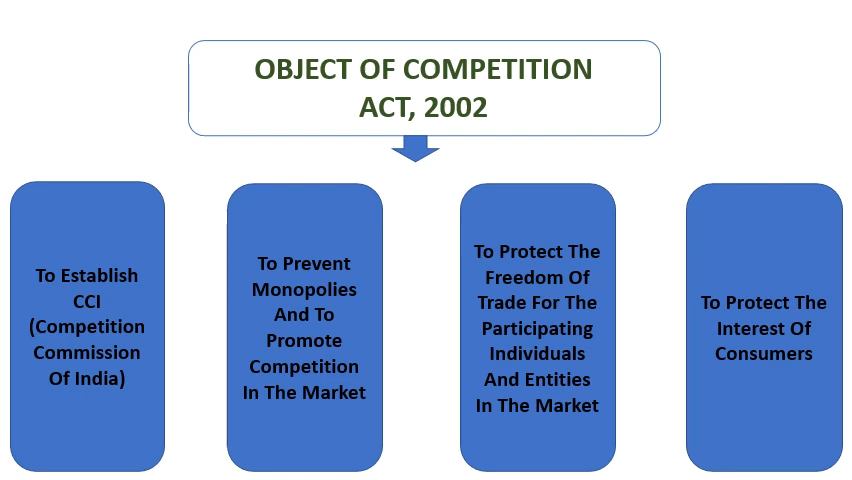 OBJECT OF COMPETITION
ACT, 2002
To Establish
CCI
(Competition
Commission
Of India)
To Prevent
Monopolies
And To
Promote
Competition
In The Market
To Protect The
Freedom Of
Trade For The
Participating
Individuals
And Entities
In The Market
To Protect The
Interest Of
Consumers